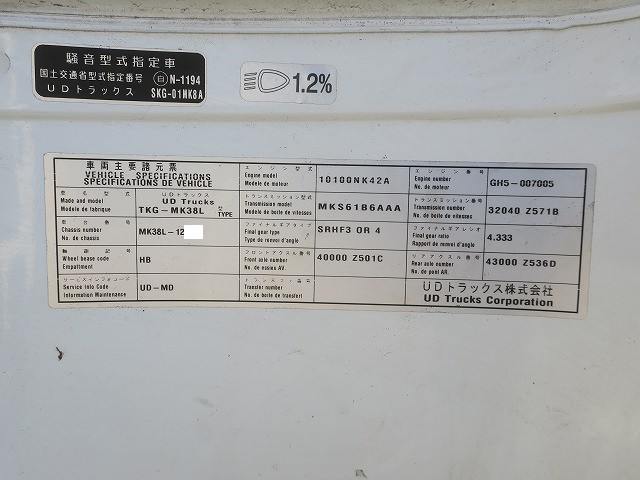 騒音型式指定車
国土交通省型式指定番号 白 N-1194
UDトラックス SKG-01MK8A
1.2%
車両主要諸元票
VEHICLE SPECIFICATIONS
SPECIFICATIONS DE VEHICLE
エンジン型式
Engine model
Modele de moteur
10100NK42A
エンジン番号
Engine number
No. de moteur
GH5-007005
車名型式
Made and model
Modele de fabrique
UDトラックス
UD Trucks
TKG-MK38L
型
TYPE
トランスミッション型式
Transmission model
Modele de boite de vitesses
MKS61B6AAA
トランスミッション番号
Transmission number
No. de boite de vitesses
32040 Z571B
車台番号
Chassis number
No. de chassis
MK38L-12
ファイナルギアタイプ
Final gear type
Type de renvoi d'angle
SRHF3 OR 4
ファイナルギアレシオ
Final gear ratio
Rapport de renvoi d'angle
4.333
軸距記号
Wheel base code
Empattement
HB
フロントアクスル番号
Front axle number
No. de essieu AV.
40000 Z501C
リアアクスル番号
Rear axle number
No. de pont AR.
43000 Z536D
サービスインフォコード
Service Info Code
Information Maintenance
UD-MD
トランスファ番号
Transfer number
No. de boite de transfert
UDトラックス株式会社
UD Trucks Corporation